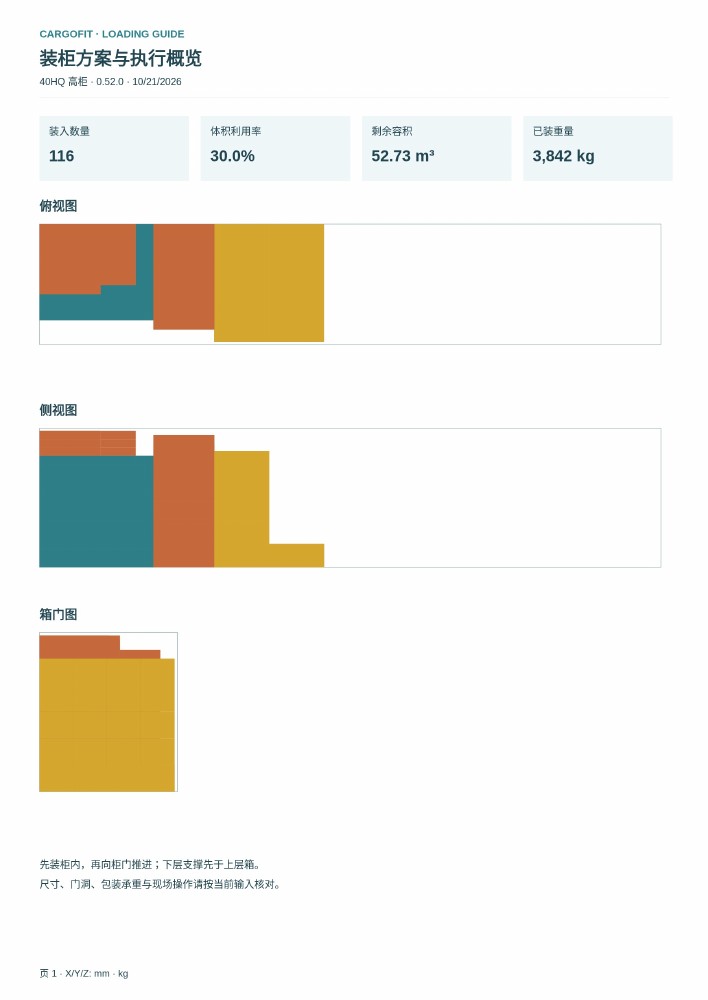 CARGOFIT · LOADING GUIDE
装柜方案与执行概览
40HQ 高柜 · 0.52.0 · 10/21/2026
装入数量
116
体积利用率
30.0%
剩余容积
52.73 m³
已装重量
3,842 kg
俯视图
侧视图
箱门图
先装柜内，再向柜门推进；下层支撑先于上层箱。
尺寸、门洞、包装承重与现场操作请按当前输入核对。
页 1 · X/Y/Z: mm · kg